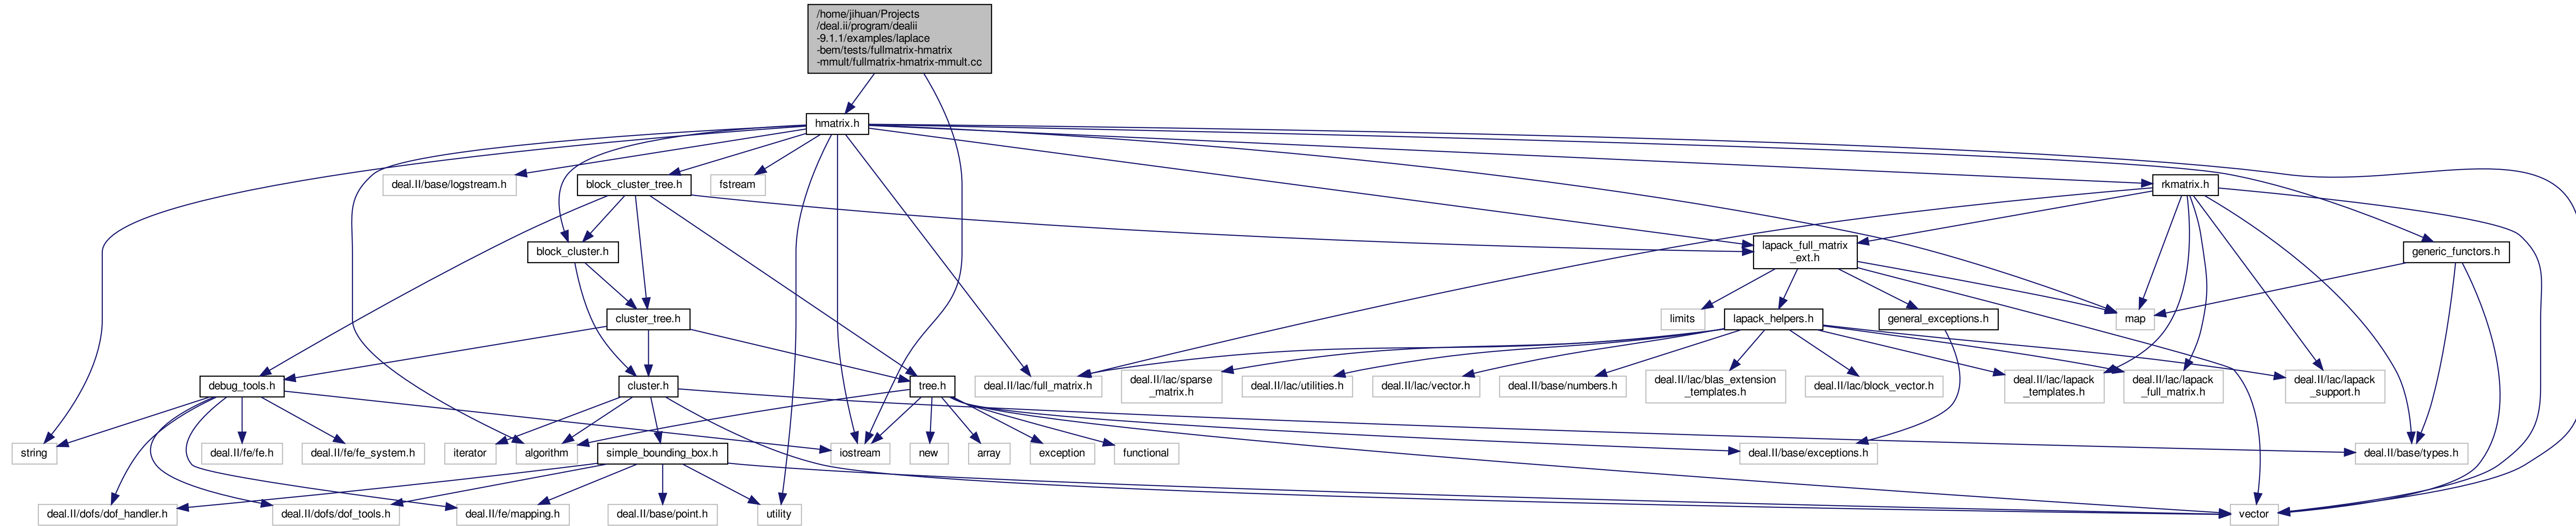 /home/jihuan/Projects
/deal.ii/program/dealii
-9.1.1/examples/laplace
-bem/tests/fullmatrix-hmatrix
-mmult/fullmatrix-hmatrix-mmult.cc
hmatrix.h
deal.II/base/logstream.h
block_cluster_tree.h
fstream
rkmatrix.h
block_cluster.h
lapack_full_matrix
_ext.h
generic_functors.h
cluster_tree.h
limits
lapack_helpers.h
general_exceptions.h
map
debug_tools.h
cluster.h
tree.h
deal.II/lac/full_matrix.h
deal.II/lac/sparse
_matrix.h
deal.II/lac/utilities.h
deal.II/lac/vector.h
deal.II/base/numbers.h
deal.II/lac/blas_extension
_templates.h
deal.II/lac/block_vector.h
deal.II/lac/lapack
_templates.h
deal.II/lac/lapack
_full_matrix.h
deal.II/lac/lapack
_support.h
string
deal.II/fe/fe.h
deal.II/fe/fe_system.h
iterator
algorithm
simple_bounding_box.h
iostream
new
array
exception
functional
deal.II/base/exceptions.h
deal.II/base/types.h
deal.II/dofs/dof_handler.h
deal.II/dofs/dof_tools.h
deal.II/fe/mapping.h
deal.II/base/point.h
utility
vector